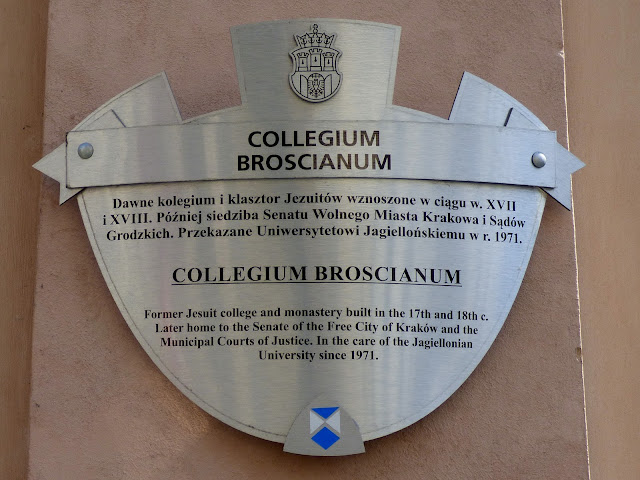 COLLEGIUM
BROSCIANUM
Dawne kolegium i klasztor Jezuitów wznoszone w ciągu w. XVII
i XVIII. Później siedziba Senatu Wolnego Miasta Krakowa i Sądów
Grodzkich. Przekazane Uniwersytetowi Jagiellońskiemu w r. 1971.
COLLEGIUM BROSCIANUM
Former Jesuit college and monastery built in the 17th and 18th c.
Later home to the Senate of the Free City of Kraków and the
Municipal Courts of Justice. In the care of the Jagiellonian
University since 1971.